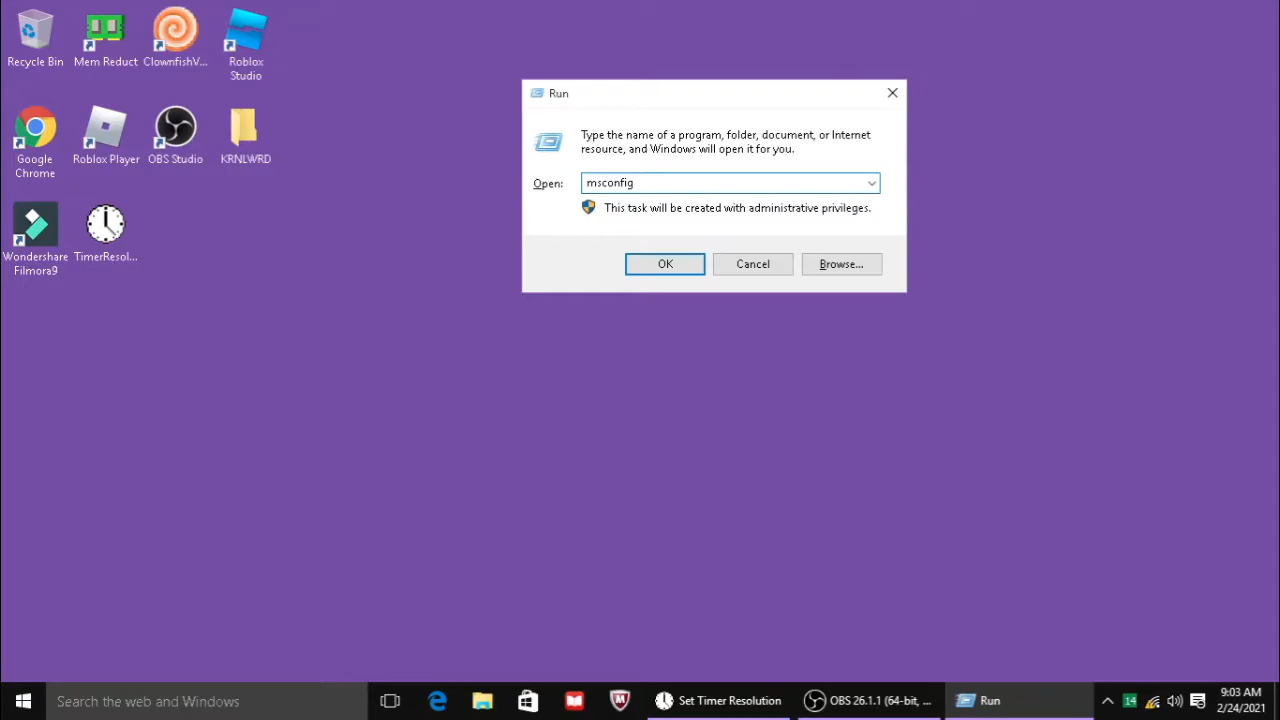 Recycle Bin
Mem Reduct
ClownfishV...
Roblox
Studio
Google
Chrome
Roblox Player
OBS Studio
KRNLWRD
Wondershare
Filmora9
TimerResol...
Run
Type the name of a program, folder, document, or Internet
resource, and Windows will open it for you.
Open:
msconfig
This task will be created with administrative privileges.
OK
Cancel
Browse...
Search the web and Windows
Set Timer Resolution
OBS 26.1.1 (64-bit, ...
Run
14
9:03 AM
2/24/2021